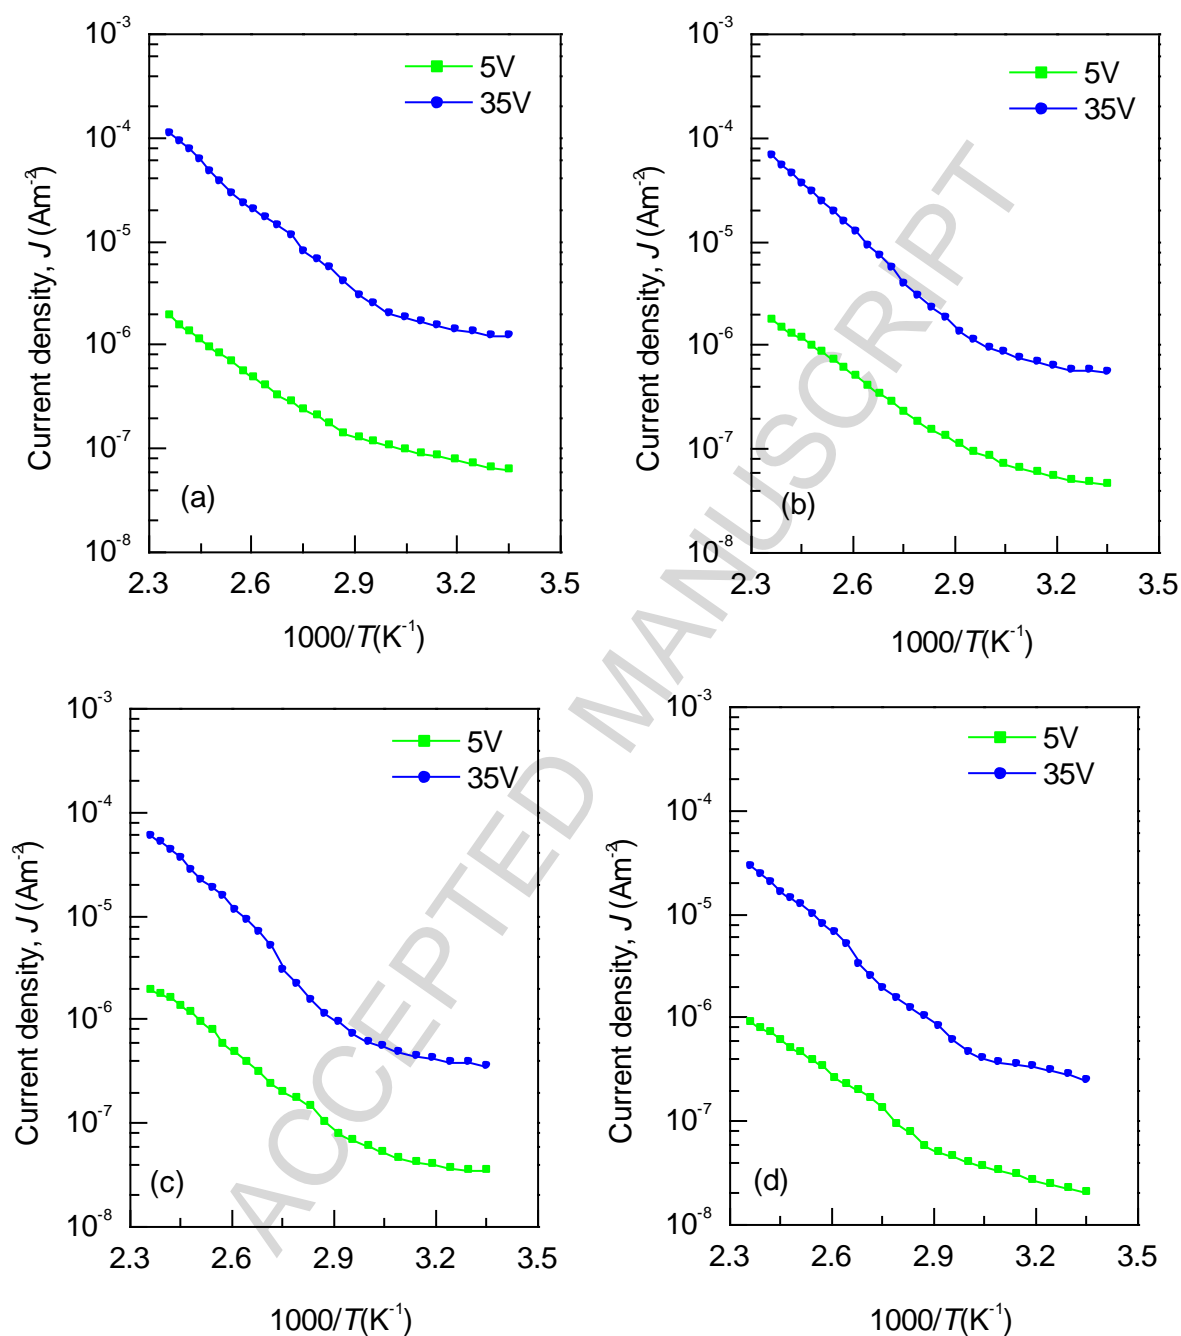 10⁻³
10⁻⁴
10⁻⁵
10⁻⁶
10⁻⁷
10⁻⁸
Current density, J (Am⁻²)
5V
35V
(a)
2.3 2.6 2.9 3.2 3.5
1000/T(K⁻¹)
10⁻³
10⁻⁴
10⁻⁵
10⁻⁶
10⁻⁷
10⁻⁸
Current density, J (Am⁻²)
5V
35V
(b)
2.3 2.6 2.9 3.2 3.5
1000/T(K⁻¹)
10⁻³
10⁻⁴
10⁻⁵
10⁻⁶
10⁻⁷
10⁻⁸
Current density, J (Am⁻²)
5V
35V
(c)
2.3 2.6 2.9 3.2 3.5
1000/T(K⁻¹)
10⁻³
10⁻⁴
10⁻⁵
10⁻⁶
10⁻⁷
10⁻⁸
Current density, J (Am⁻²)
5V
35V
(d)
2.3 2.6 2.9 3.2 3.5
1000/T(K⁻¹)
ACCEPTED MANUSCRIPT